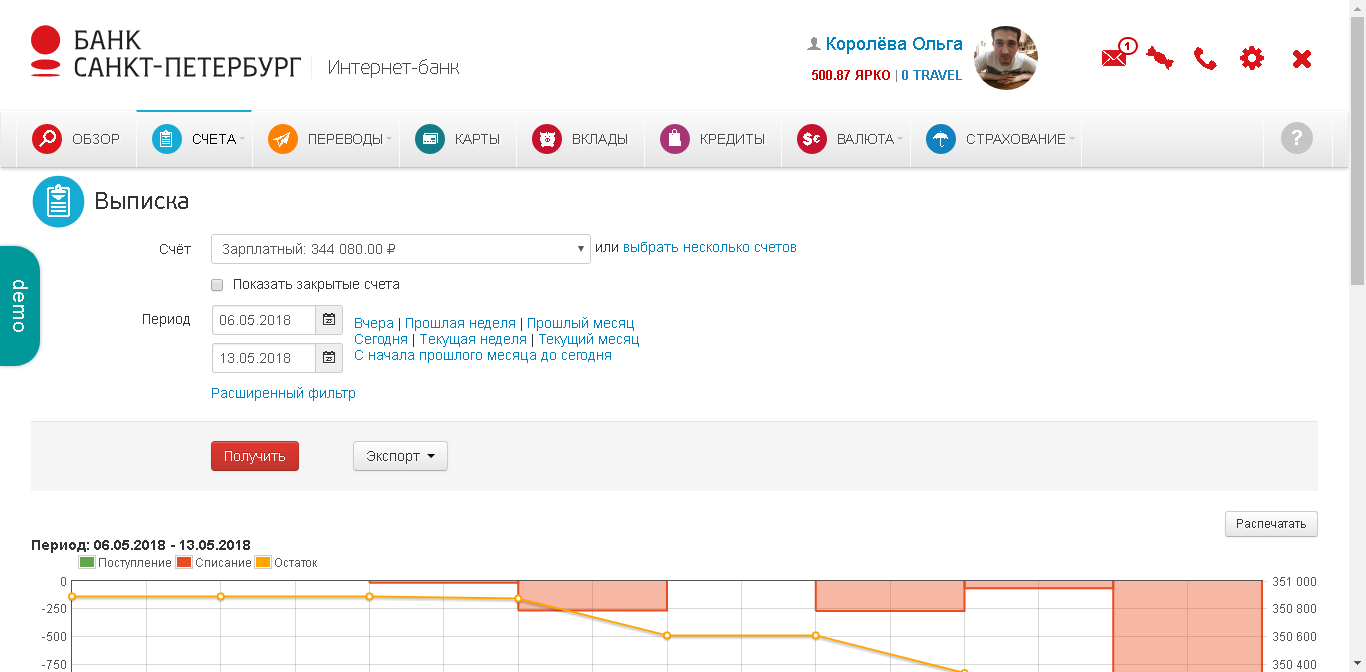 БАНК
САНКТ-ПЕТЕРБУРГ
Интернет-банк
Королёва Ольга
500.87 ЯРКО | 0 TRAVEL
1
ОБЗОР
СЧЕТА
ПЕРЕВОДЫ
КАРТЫ
ВКЛАДЫ
КРЕДИТЫ
$€
ВАЛЮТА
СТРАХОВАНИЕ
?
Выписка
demo
Счёт
Зарплатный: 344 080.00 ₽
или выбрать несколько счетов
Показать закрытые счета
Период
06.05.2018
13.05.2018
Вчера | Прошлая неделя | Прошлый месяц
Сегодня | Текущая неделя | Текущий месяц
С начала прошлого месяца до сегодня
Расширенный фильтр
Получить
Экспорт
Распечатать
Период: 06.05.2018 - 13.05.2018
Поступление Списание Остаток
0 351 000
-250 350 800
-500 350 600
-750 350 400